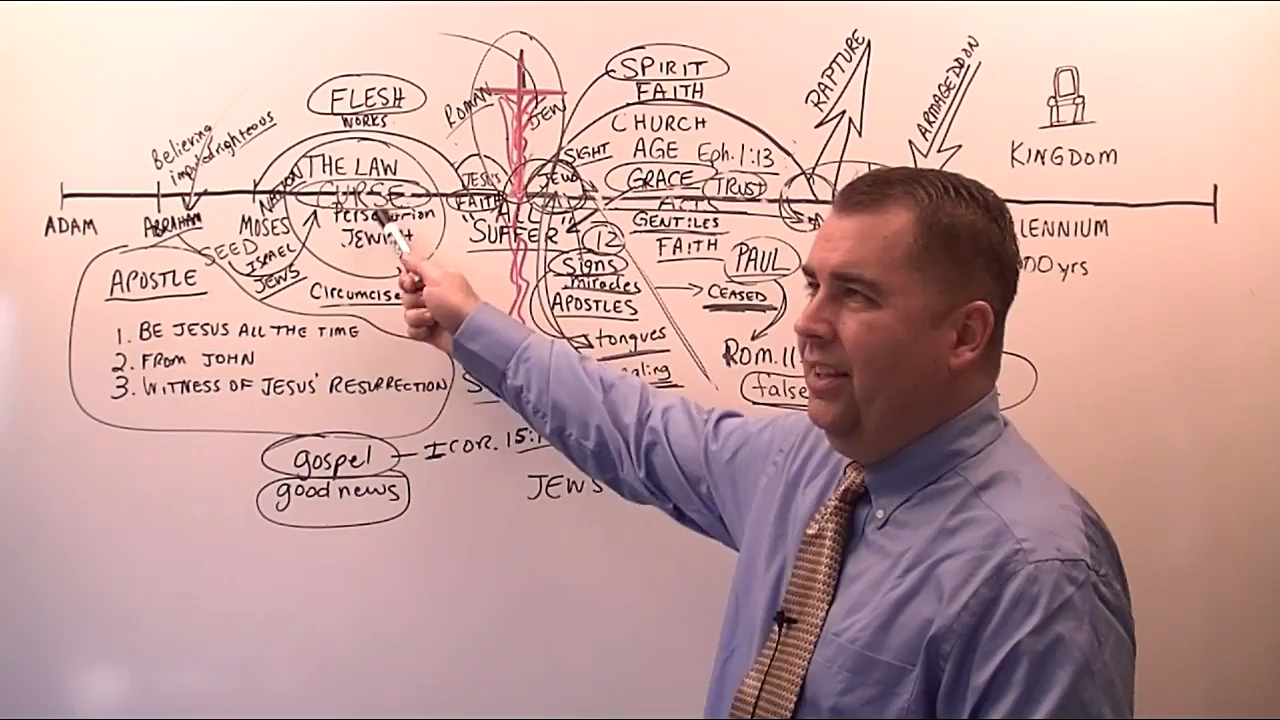 FLESH
WORKS
THE LAW
CURSE
Persecution
JEWISH
Circumcise
NATION
Believing
righteous
ADAM
ABRAHAM
MOSES
SEED
ISRAEL
JEWS
APOSTLE
1. BE JESUS ALL THE TIME
2. FROM JOHN
3. WITNESS OF JESUS' RESURRECTION
gospel
I COR. 15:1
good news
JEWS
ROMAN
JEW
JESUS
FAITH
JEWS
"ALL
SUFFER"
SIGHT
SPIRIT
FAITH
CHURCH
AGE Eph. 1:13
GRACE TRUST
ACTS
GENTILES
FAITH
12
Signs
miracles
APOSTLES
tongues
PAUL
CEASED
Rom. 11
false
RAPTURE
ARMAGEDDON
KINGDOM
LLENNIUM
00 yrs